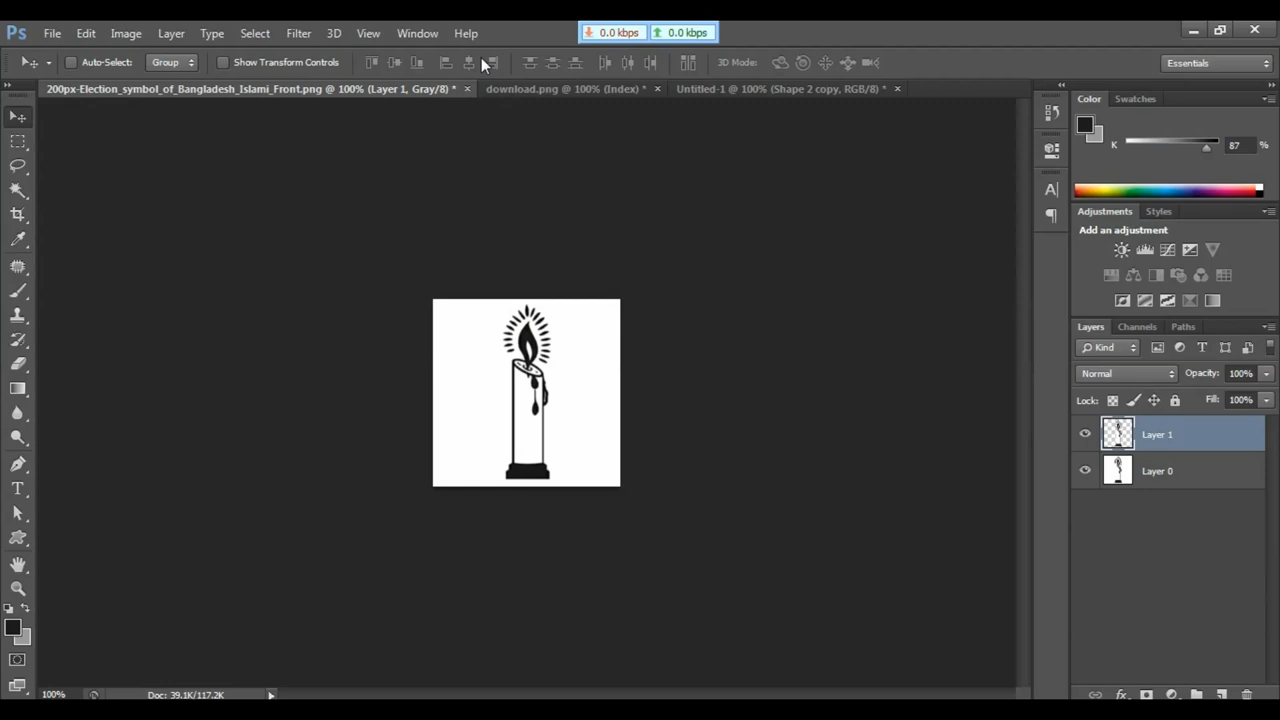 Ps File Edit Image Layer Type Select Filter 3D View Window Help 0.0 kbps 0.0 kbps
Auto-Select: Group Show Transform Controls 3D Mode: Essentials
200px-Election_symbol_of_Bangladesh_Islami_Front.png @ 100% (Layer 1, Gray/8) * × download.png @ 100% (Index) * × Untitled-1 @ 100% (Shape 2 copy, RGB/8) * ×
Color Swatches
K 87 %
Adjustments Styles
Add an adjustment
Layers Channels Paths
Kind
Normal Opacity: 100%
Lock: Fill: 100%
Layer 1
Layer 0
100% Doc: 39.1K/117.2K